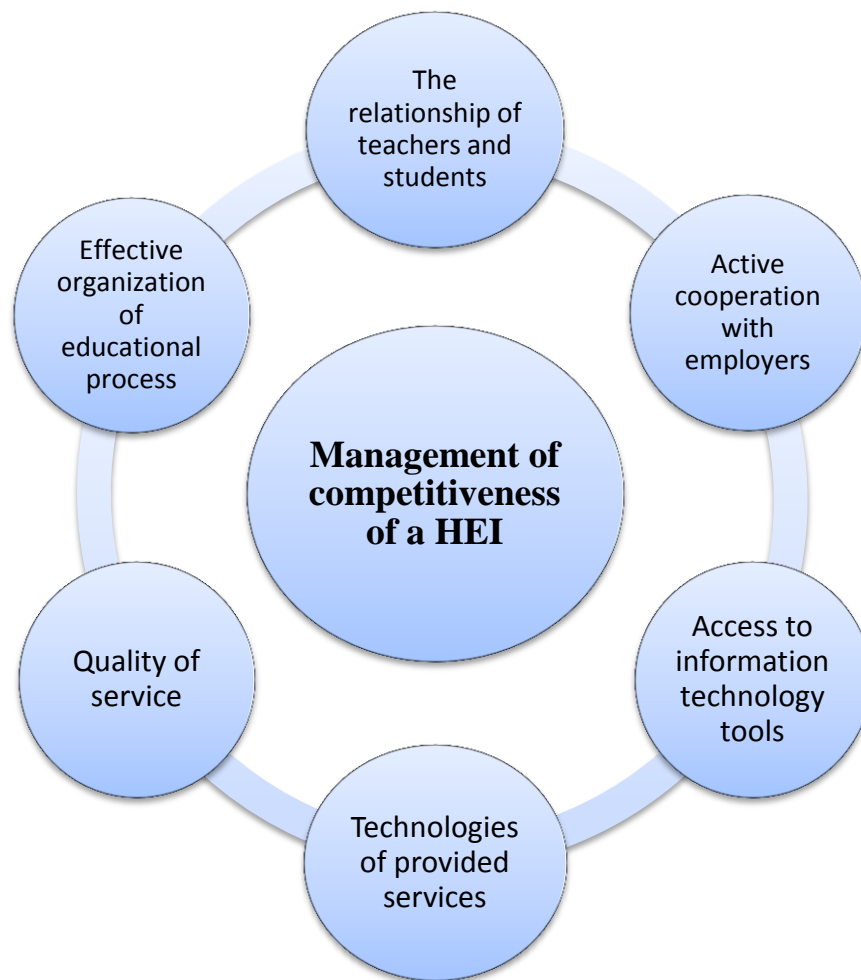 The
relationship of
teachers and
students
Active
cooperation
with
employers
Access to
information
technology
tools
Technologies
of provided
services
Quality of
service
Effective
organization
of
educational
process
Management of
competitiveness
of a HEI